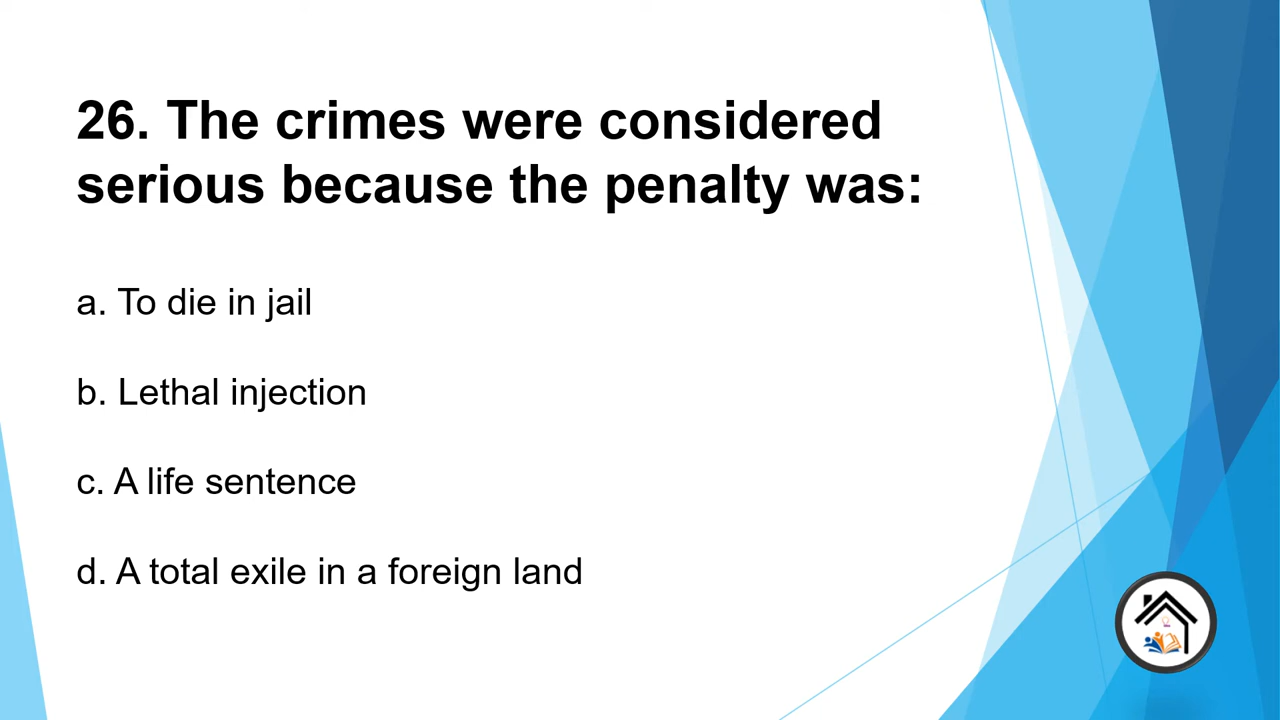 26. The crimes were considered
serious because the penalty was:
a. To die in jail
b. Lethal injection
c. A life sentence
d. A total exile in a foreign land